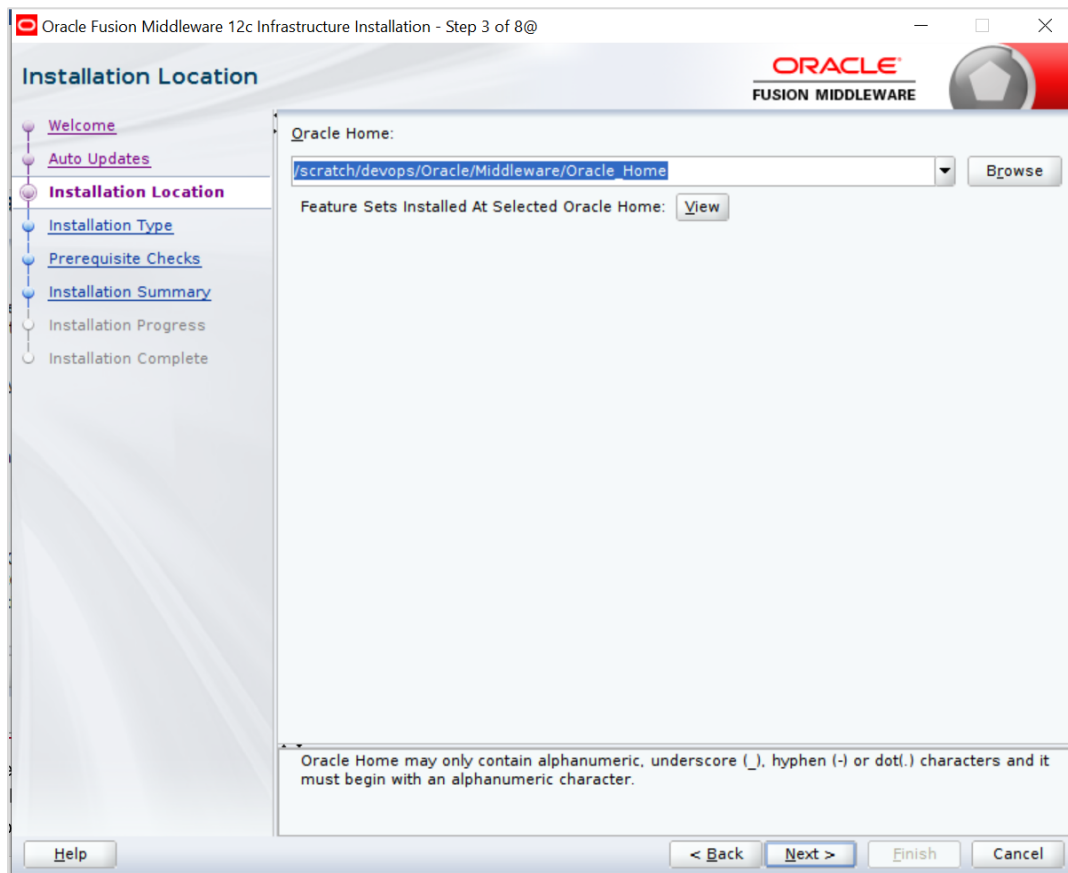 Oracle Fusion Middleware 12c Infrastructure Installation - Step 3 of 8@
Installation Location
ORACLE
FUSION MIDDLEWARE
Welcome
Auto Updates
Installation Location
Installation Type
Prerequisite Checks
Installation Summary
Installation Progress
Installation Complete
Oracle Home:
/scratch/devops/Oracle/Middleware/Oracle_Home
Browse
Feature Sets Installed At Selected Oracle Home: View
Oracle Home may only contain alphanumeric, underscore (_), hyphen (-) or dot(.) characters and it
must begin with an alphanumeric character.
Help
< Back
Next >
Finish
Cancel